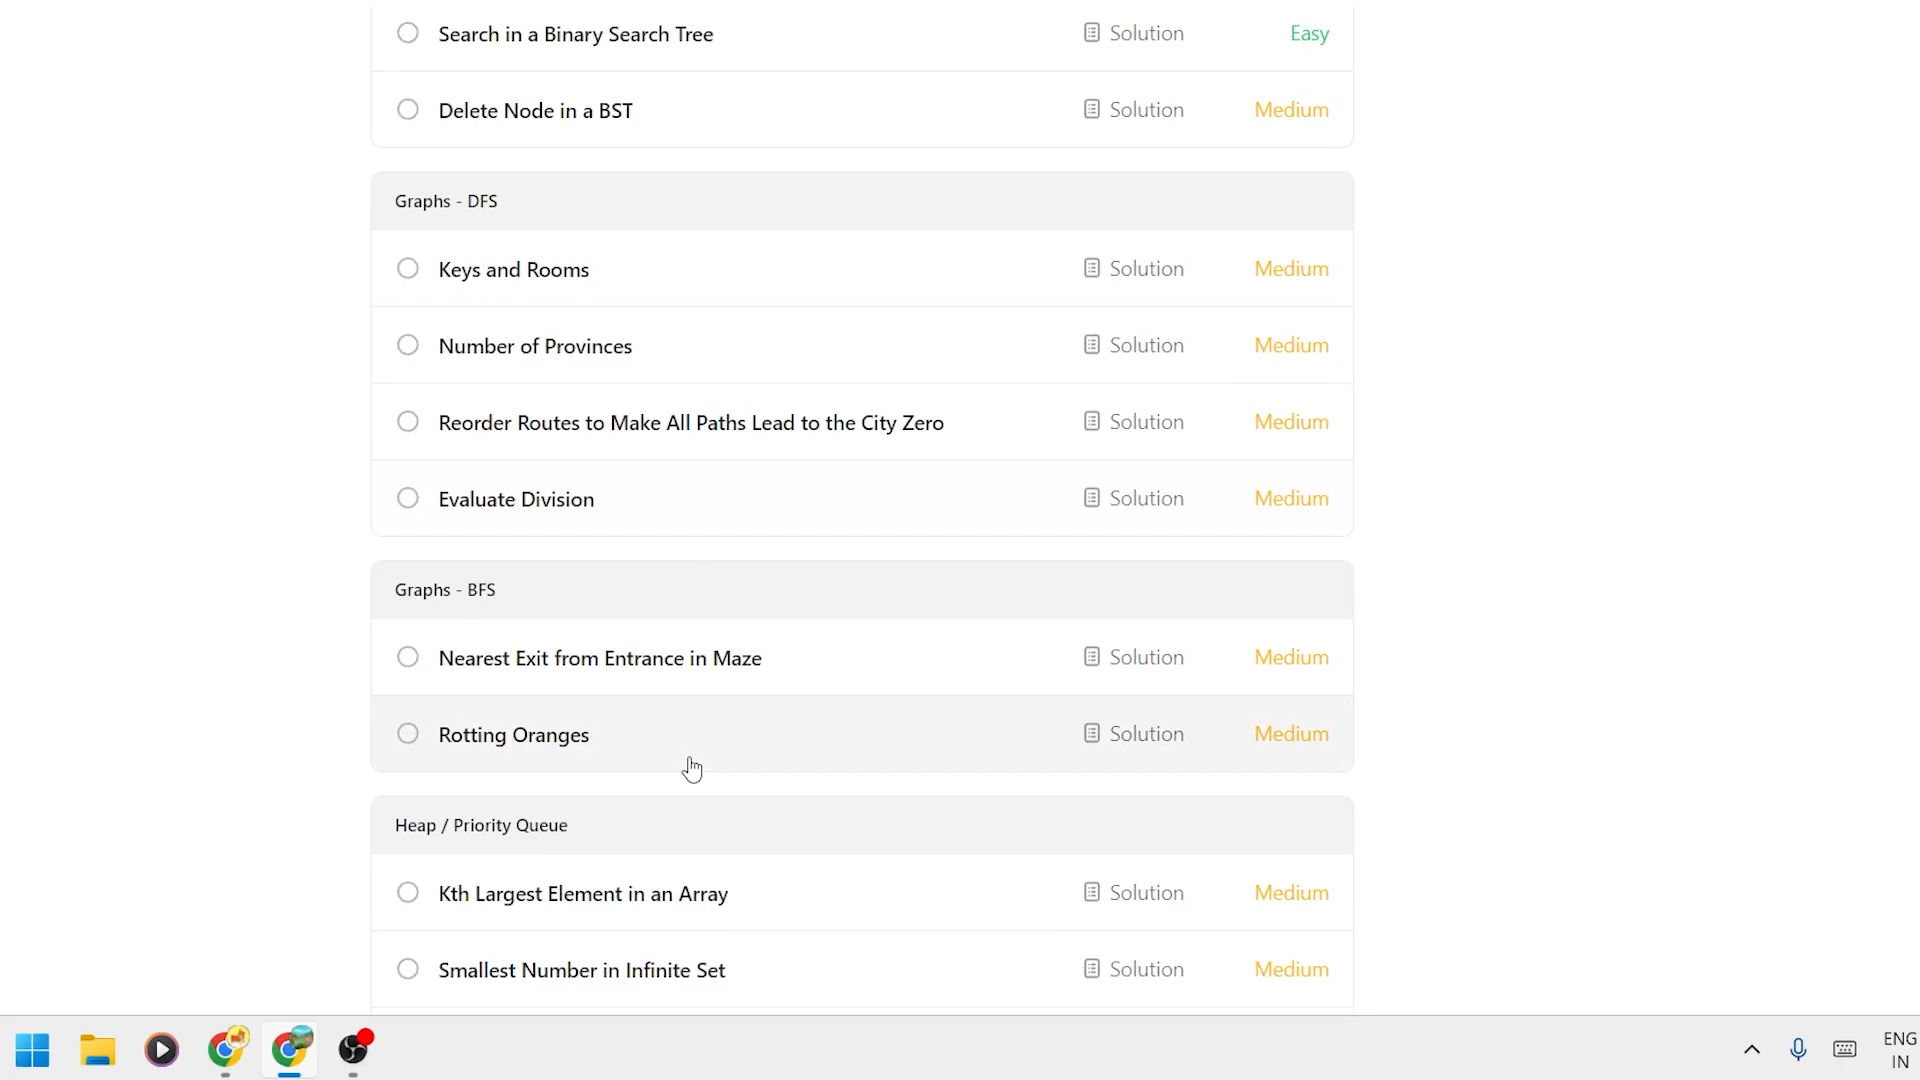 Search in a Binary Search Tree Solution Easy
Delete Node in a BST Solution Medium
Graphs - DFS
Keys and Rooms Solution Medium
Number of Provinces Solution Medium
Reorder Routes to Make All Paths Lead to the City Zero Solution Medium
Evaluate Division Solution Medium
Graphs - BFS
Nearest Exit from Entrance in Maze Solution Medium
Rotting Oranges Solution Medium
Heap / Priority Queue
Kth Largest Element in an Array Solution Medium
Smallest Number in Infinite Set Solution Medium
ENG
IN